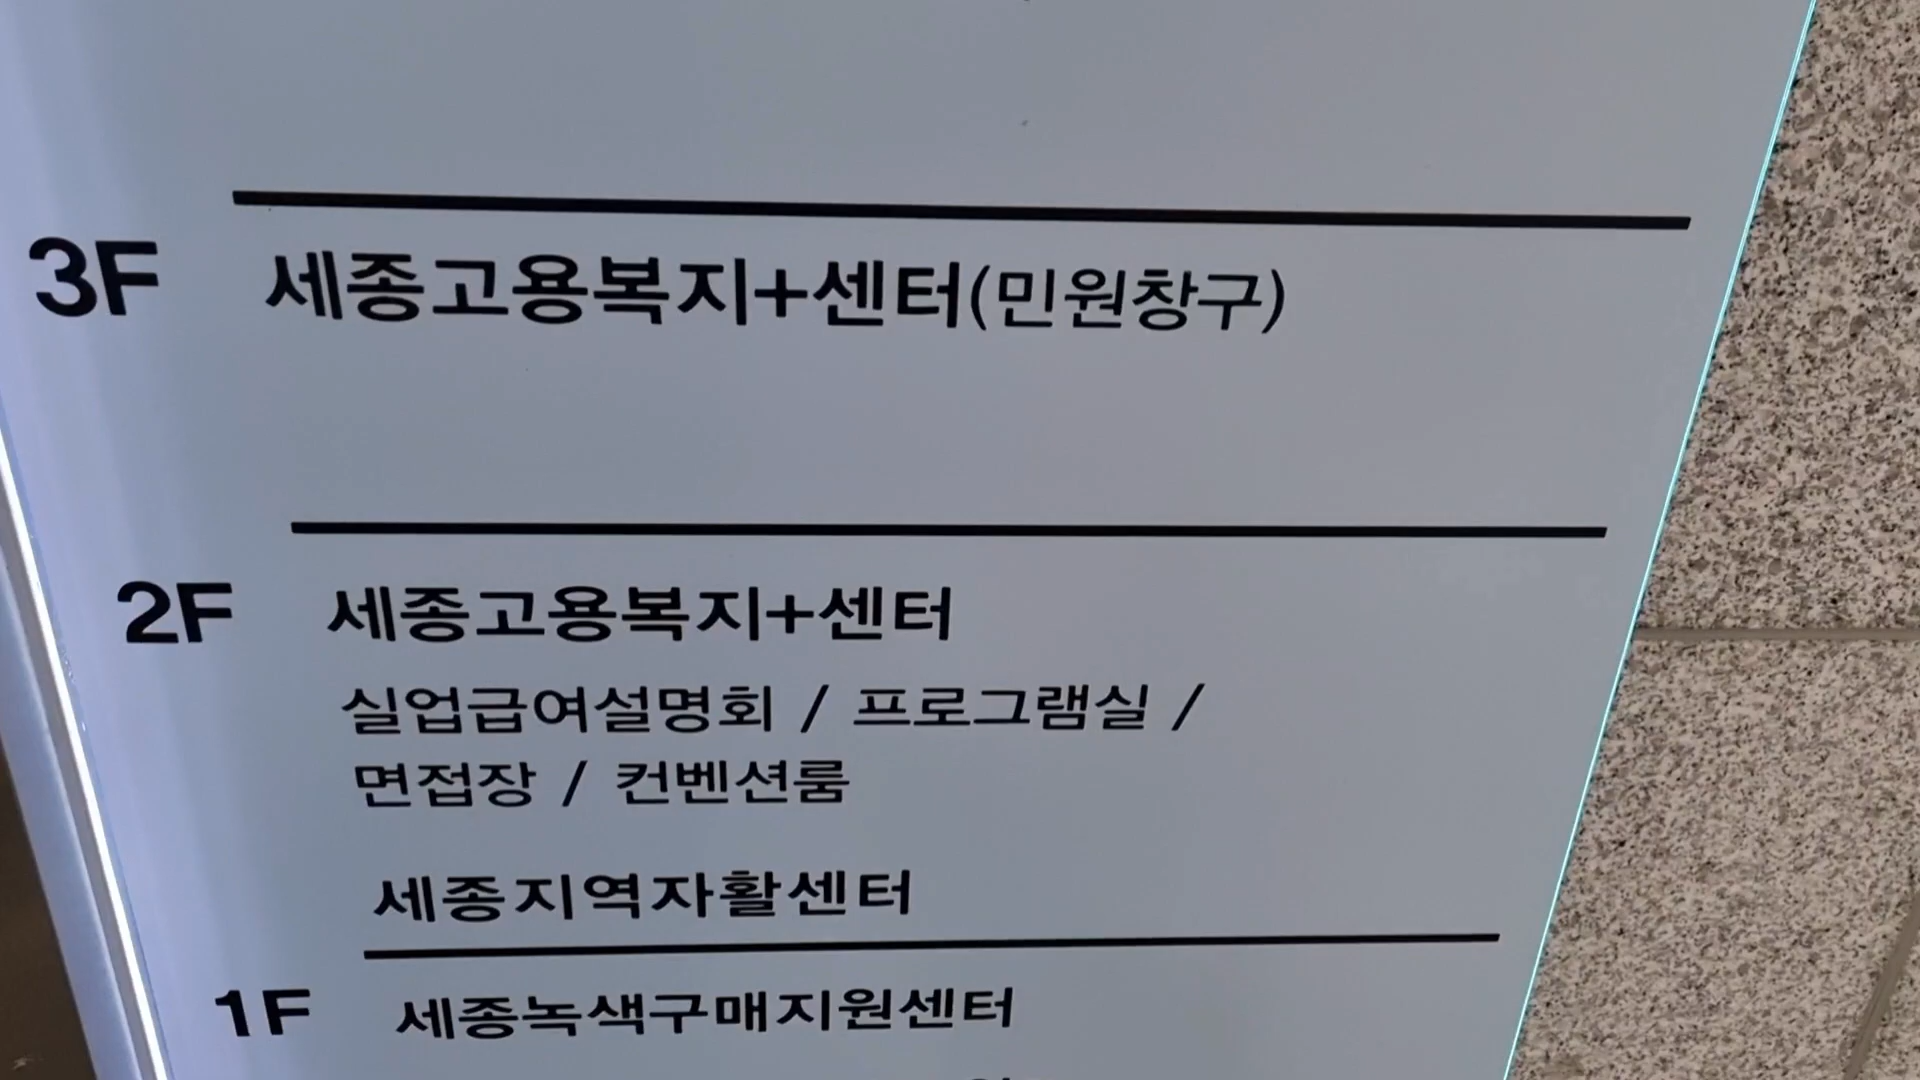 3F 세종고용복지+센터(민원창구)
2F 세종고용복지+센터
실업급여설명회 / 프로그램실 /
면접장 / 컨벤션룸
세종지역자활센터
1F 세종녹색구매지원센터